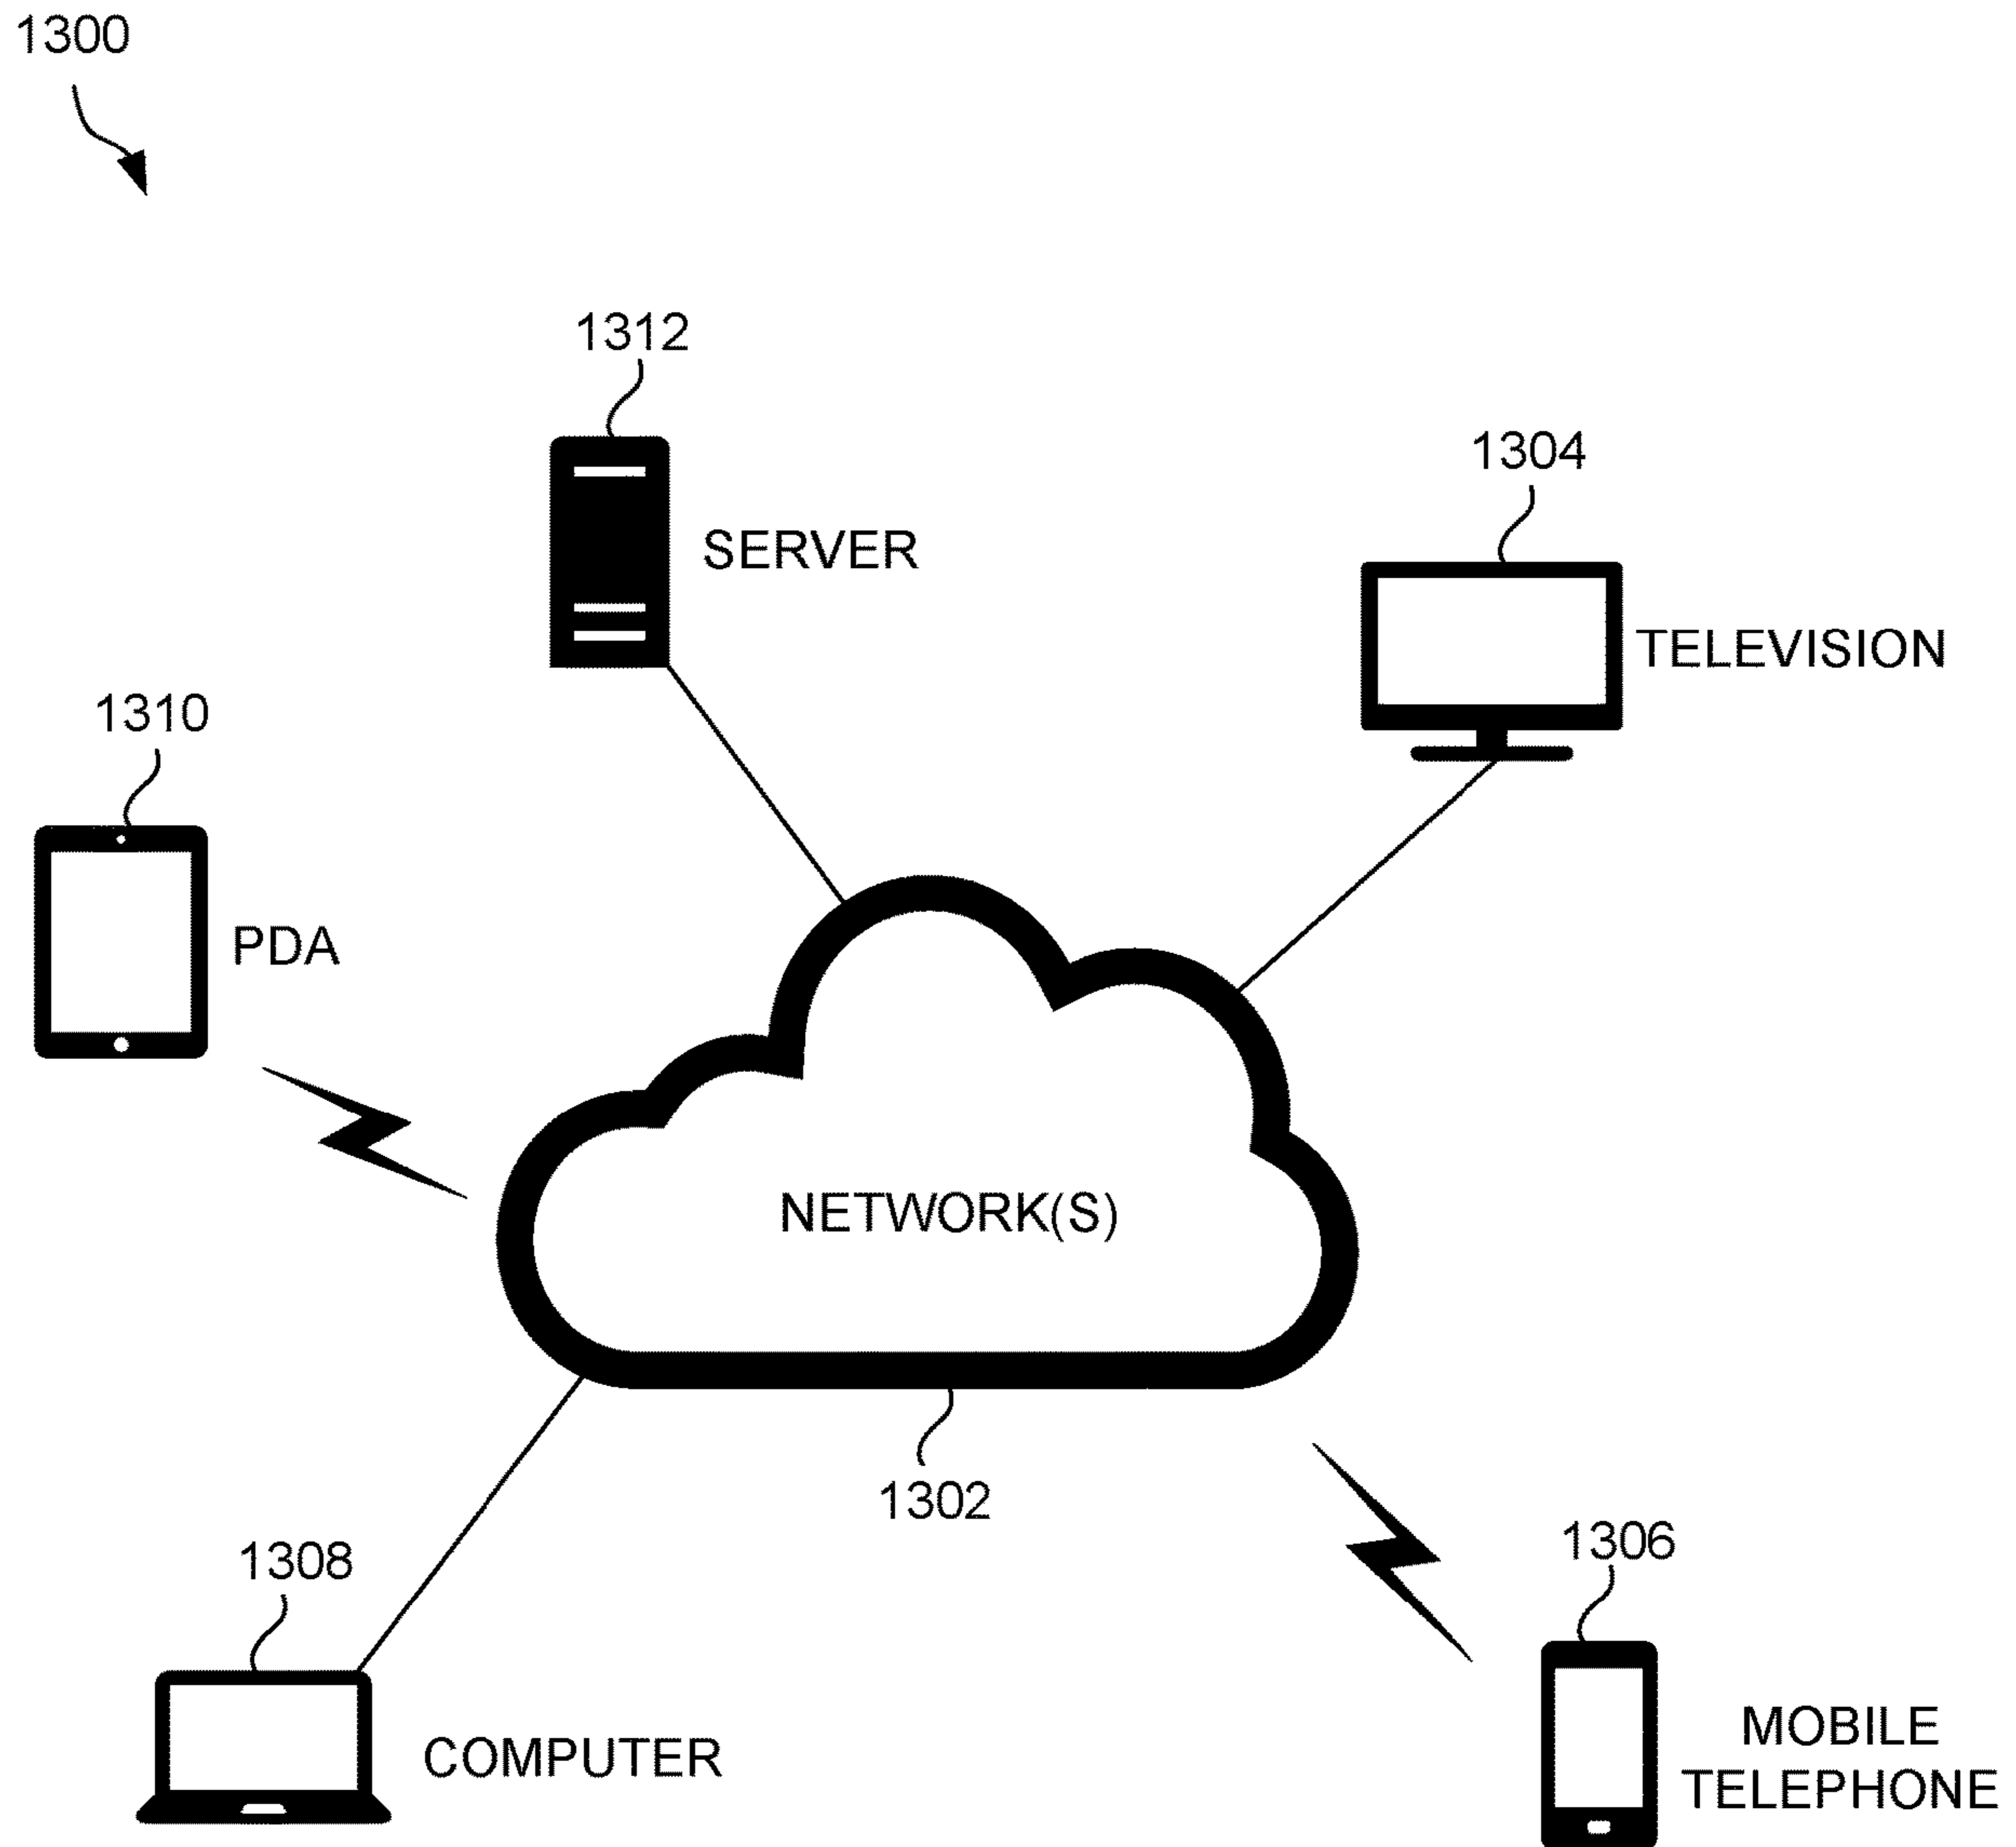 1300
1312
SERVER
1304
TELEVISION
1310
PDA
NETWORK(S)
1302
1308
COMPUTER
1306
MOBILE
TELEPHONE